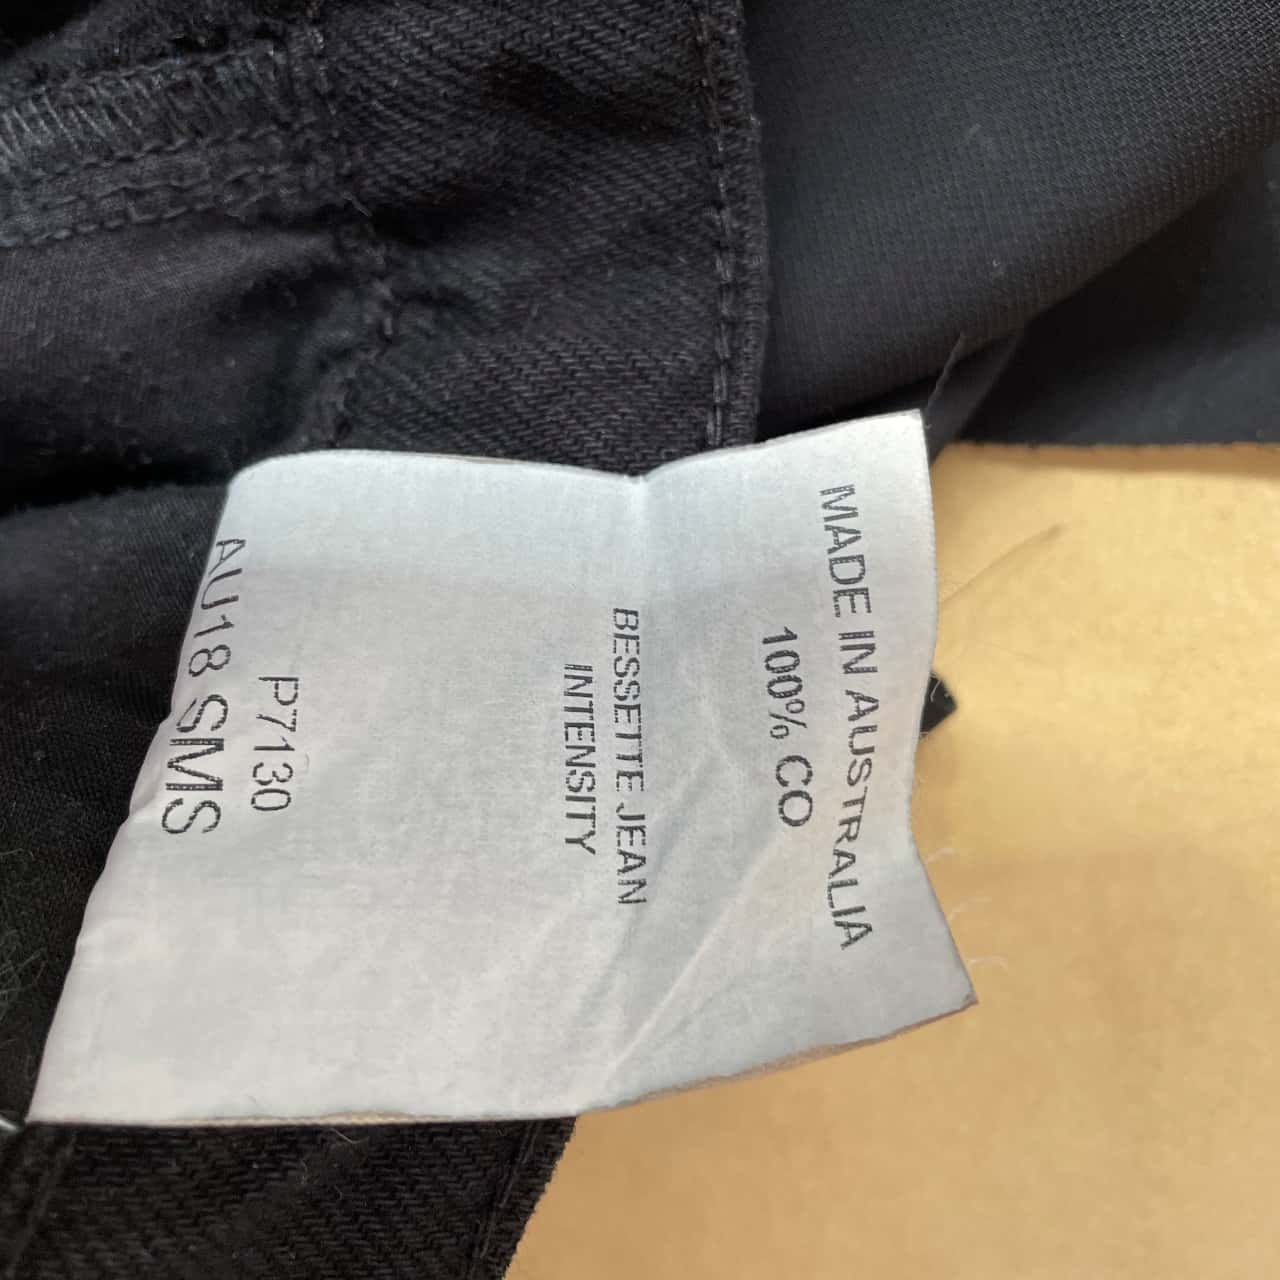 MADE IN AUSTRALIA
100% CO
BESSETTE JEAN
INTENSITY
P7130
AU18 SMS